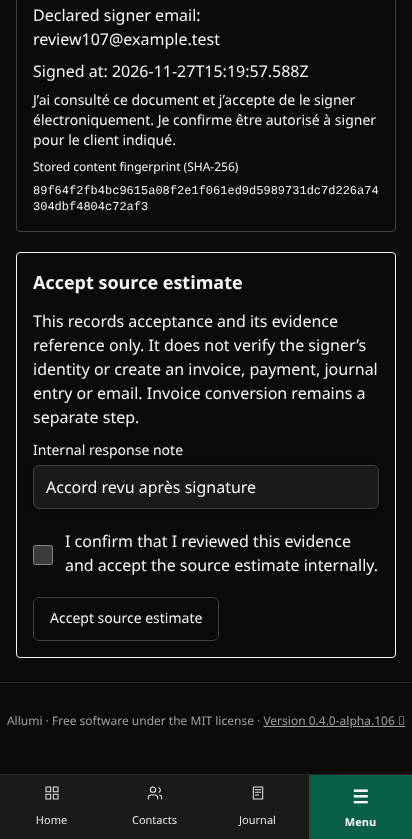 Declared signer email:
review107@example.test
Signed at: 2026-11-27T15:19:57.588Z
J'ai consulté ce document et j'accepte de le signer
électroniquement. Je confirme être autorisé à signer
pour le client indiqué.
Stored content fingerprint (SHA-256)
89f64f2fb4bc9615a08f2e1f061ed9d5989731dc7d226a74
304dbf4804c72af3
Accept source estimate
This records acceptance and its evidence
reference only. It does not verify the signer's
identity or create an invoice, payment, journal
entry or email. Invoice conversion remains a
separate step.
Internal response note
Accord revu après signature
I confirm that I reviewed this evidence
and accept the source estimate internally.
Accept source estimate
Allumi · Free software under the MIT license · Version 0.4.0-alpha.106
Home
Contacts
Journal
Menu